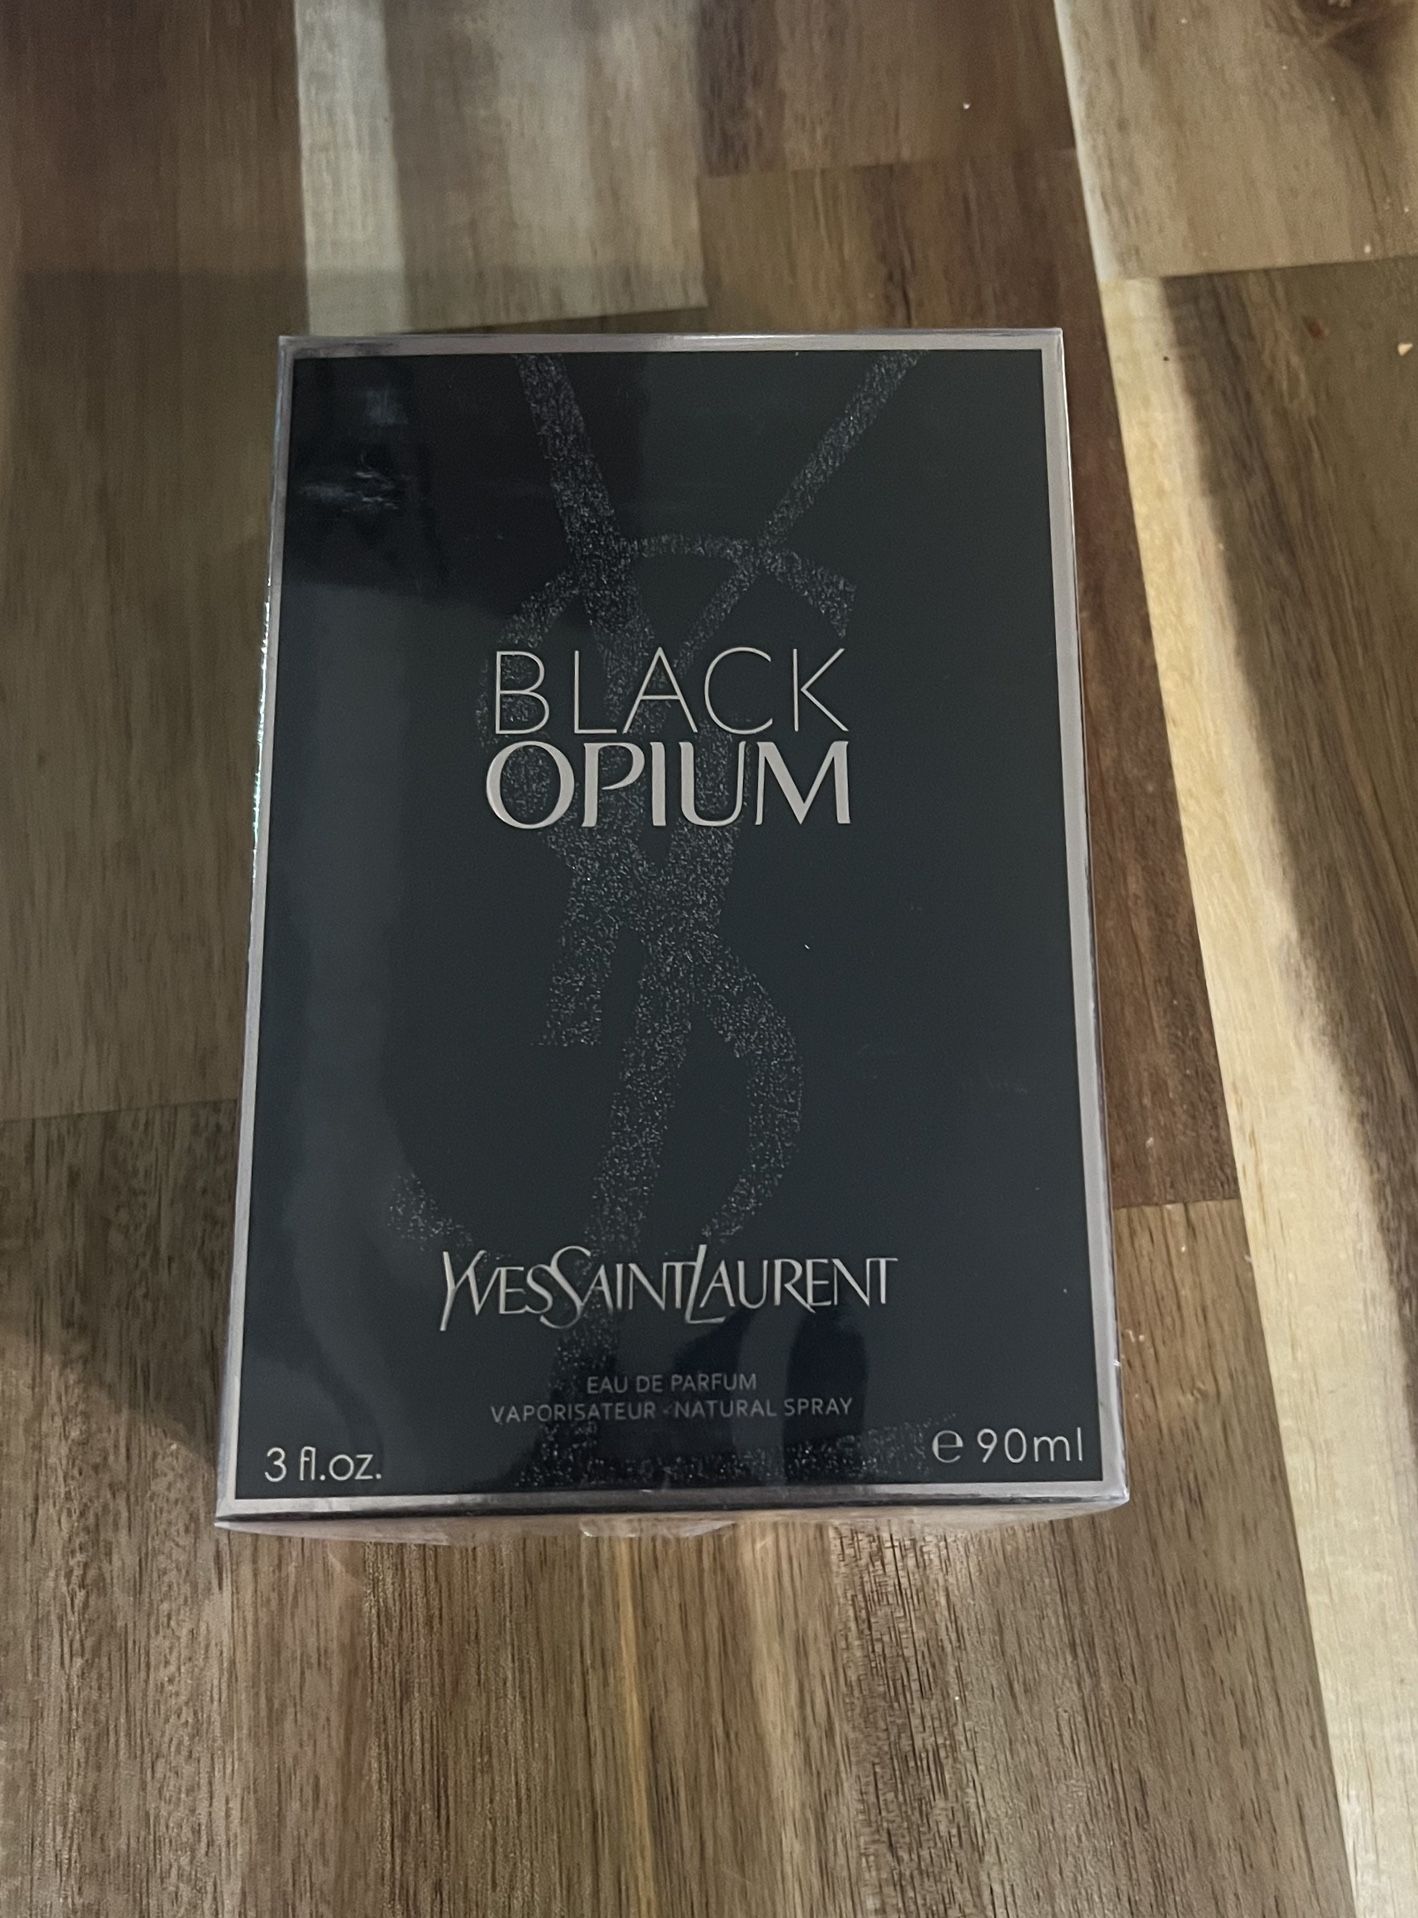 BLACK
OPIUM
YVESSAINTLAURENT
EAU DE PARFUM
VAPORISATEUR - NATURAL SPRAY
3 fl.oz.
℮ 90ml